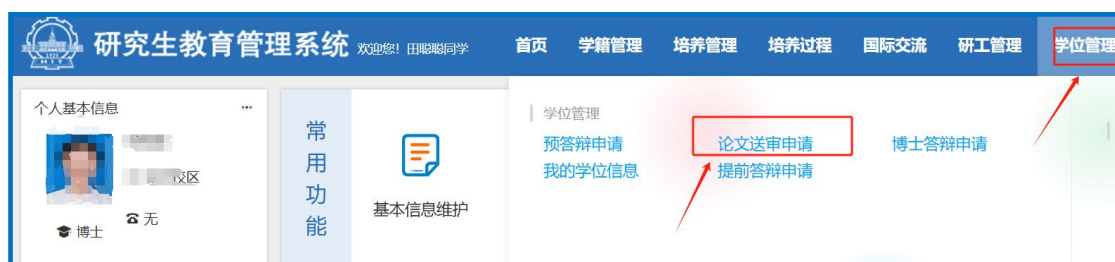 研究生教育管理系统 欢迎您！田聪聪同学 首页 学籍管理 培养管理 培养过程 国际交流 研工管理 学位管理
个人基本信息 ...
校区
博士 无
常用功能
基本信息维护
学位管理
预答辩申请 论文送审申请 博士答辩申请
我的学位信息 提前答辩申请